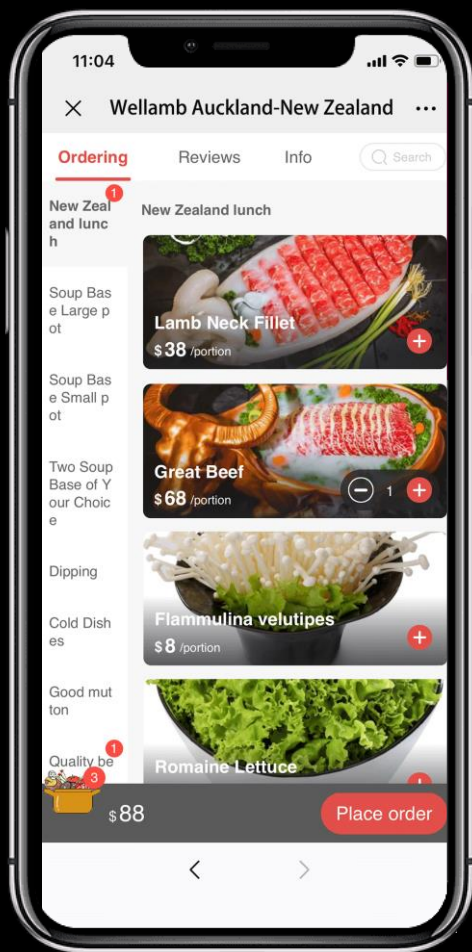 11:04
Wellamb Auckland-New Zealand
Ordering
Reviews
Info
Search
New Zeal
and lunc
h
1
Soup Bas
e Large p
ot
Soup Bas
e Small p
ot
Two Soup
Base of Y
our Choic
e
Dipping
Cold Dish
es
Good mut
ton
Quality be
1
New Zealand lunch
Lamb Neck Fillet
$38 /portion
Great Beef
$68 /portion
1
Flammulina velutipes
$8 /portion
Romaine Lettuce
3
$88
Place order